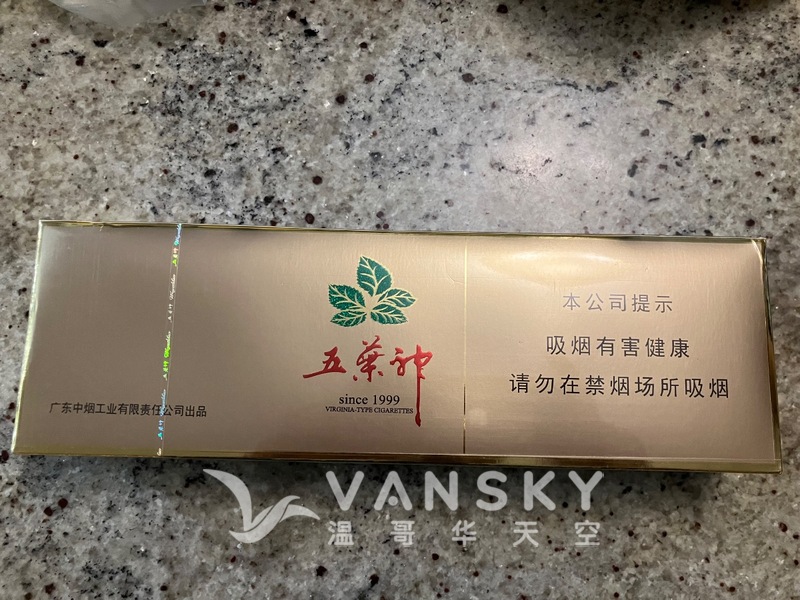 五葉神
since 1999
VIRGINIA-TYPE CIGARETTES
广东中烟工业有限责任公司出品
本公司提示
吸烟有害健康
请勿在禁烟场所吸烟
VANSKY
温哥华天空